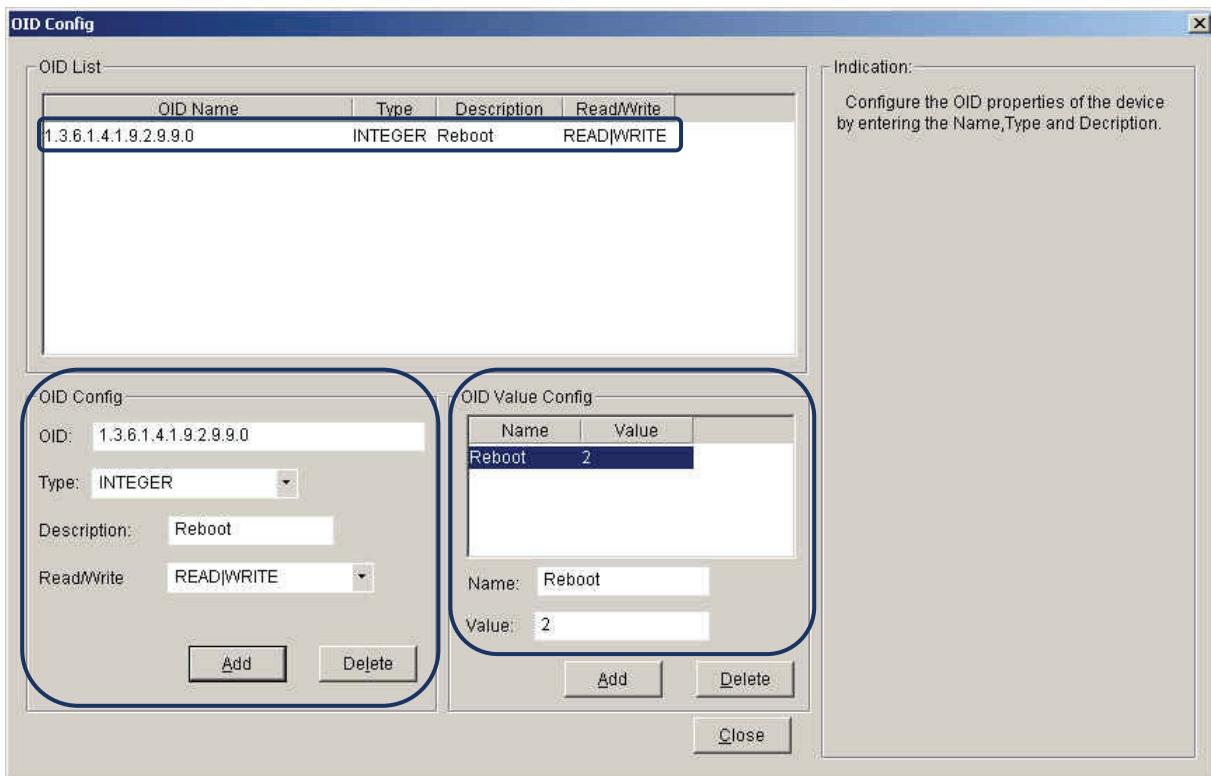 OID Config
OID List
OID Name Type Description Read/Write
1.3.6.1.4.1.9.2.9.9.0 INTEGER Reboot READ|WRITE
Indication:
Configure the OID properties of the device
by entering the Name,Type and Decription.
OID Config
OID: 1.3.6.1.4.1.9.2.9.9.0
Type: INTEGER
Description: Reboot
Read/Write READ|WRITE
Add Delete
OID Value Config
Name Value
Reboot 2
Name: Reboot
Value: 2
Add Delete
Close